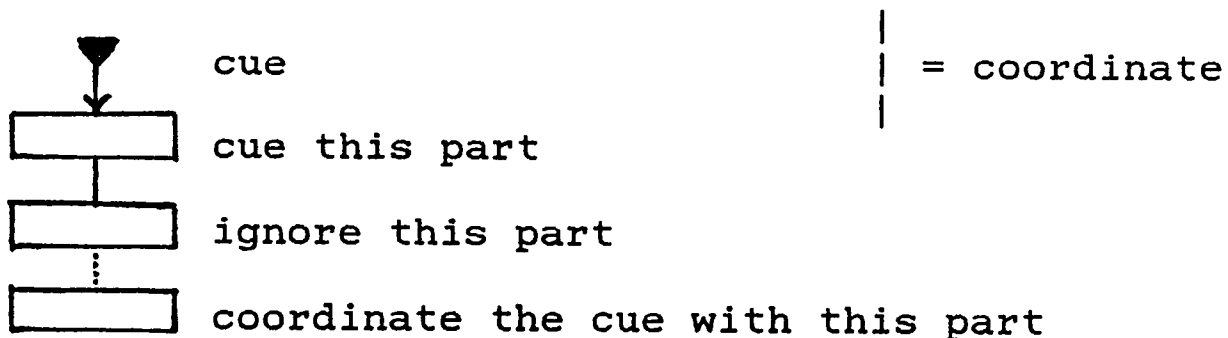 cue
= coordinate
cue this part
ignore this part
coordinate the cue with this part